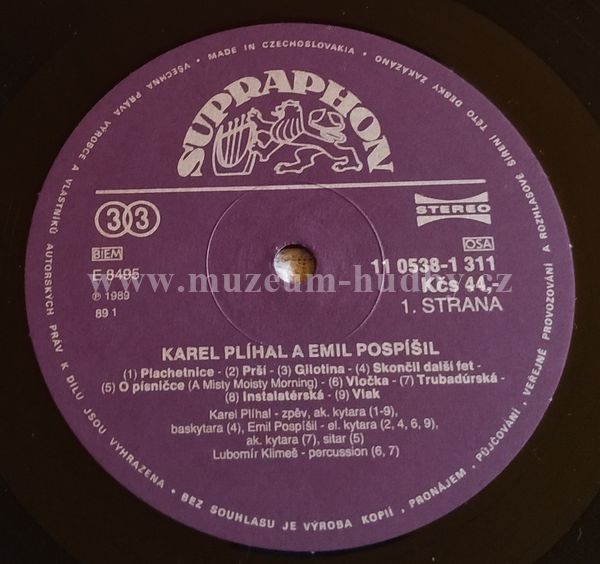 VŠECHNA PRÁVA VÝROBCE A VLASTNÍKŮ AUTORSKÝCH PRÁV K DÍLU JSOU VYHRAZENA • BEZ SOUHLASU JE VÝROBA KOPIÍ, PRONÁJEM, PŮJČOVÁNÍ, VEŘEJNÉ PROVOZOVÁNÍ A ROZHLASOVÉ ŠÍŘENÍ TÉTO DESKY ZAKÁZÁNO • MADE IN CZECHOSLOVAKIA •
SUPRAPHON
33
STEREO
BIEM
OSA
E 8495
11 0538-1 311
www.muzeum-hudby.cz
Kčs 44,-
℗ 1989
89 1
1. STRANA
KAREL PLÍHAL A EMIL POSPÍŠIL
(1) Plachetnice - (2) Prší - (3) Gilotina - (4) Skončil další fet -
(5) O písničce (A Misty Moisty Morning) - (6) Vločka - (7) Trubadúrská -
(8) Instalatérská - (9) Vlak
Karel Plíhal - zpěv, ak. kytara (1-9),
baskytara (4), Emil Pospíšil - el. kytara (2, 4, 6, 9),
ak. kytara (7), sitar (5)
Lubomír Klimeš - percussion (6, 7)